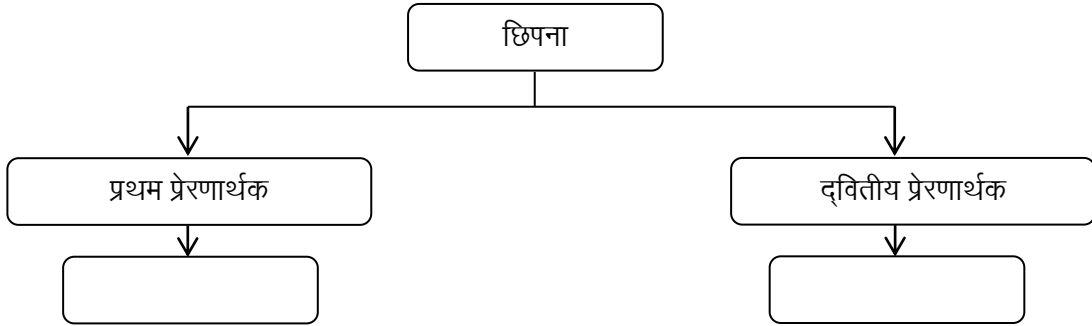 छिपना
प्रथम प्रेरणार्थक
द्‌वितीय प्रेरणार्थक